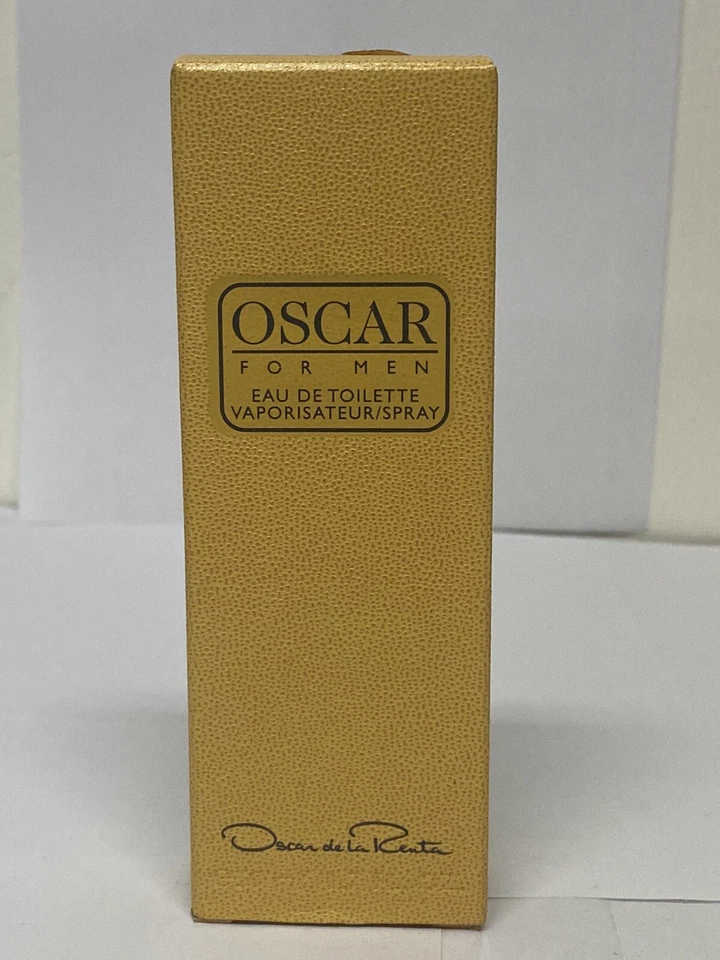 OSCAR
FOR MEN
EAU DE TOILETTE
VAPORISATEUR/SPRAY
Oscar de la Renta